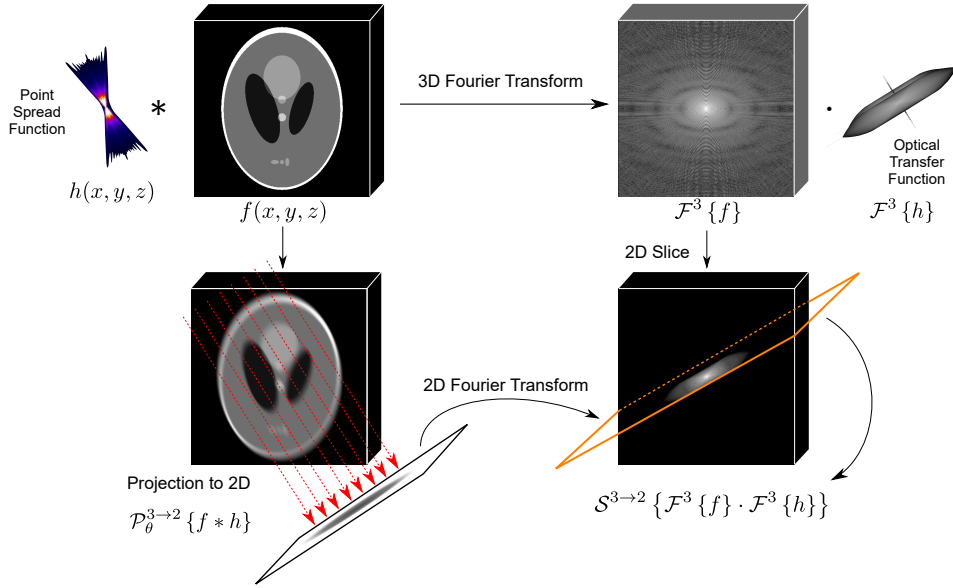 Point
Spread
Function
*
h(x, y, z)
f(x, y, z)
3D Fourier Transform
·
Optical
Transfer
Function
ℱ³ {f}
ℱ³ {h}
2D Slice
2D Fourier Transform
Projection to 2D
𝒫_θ^{3→2} {f * h}
𝒮^{3→2} {ℱ³ {f} · ℱ³ {h}}